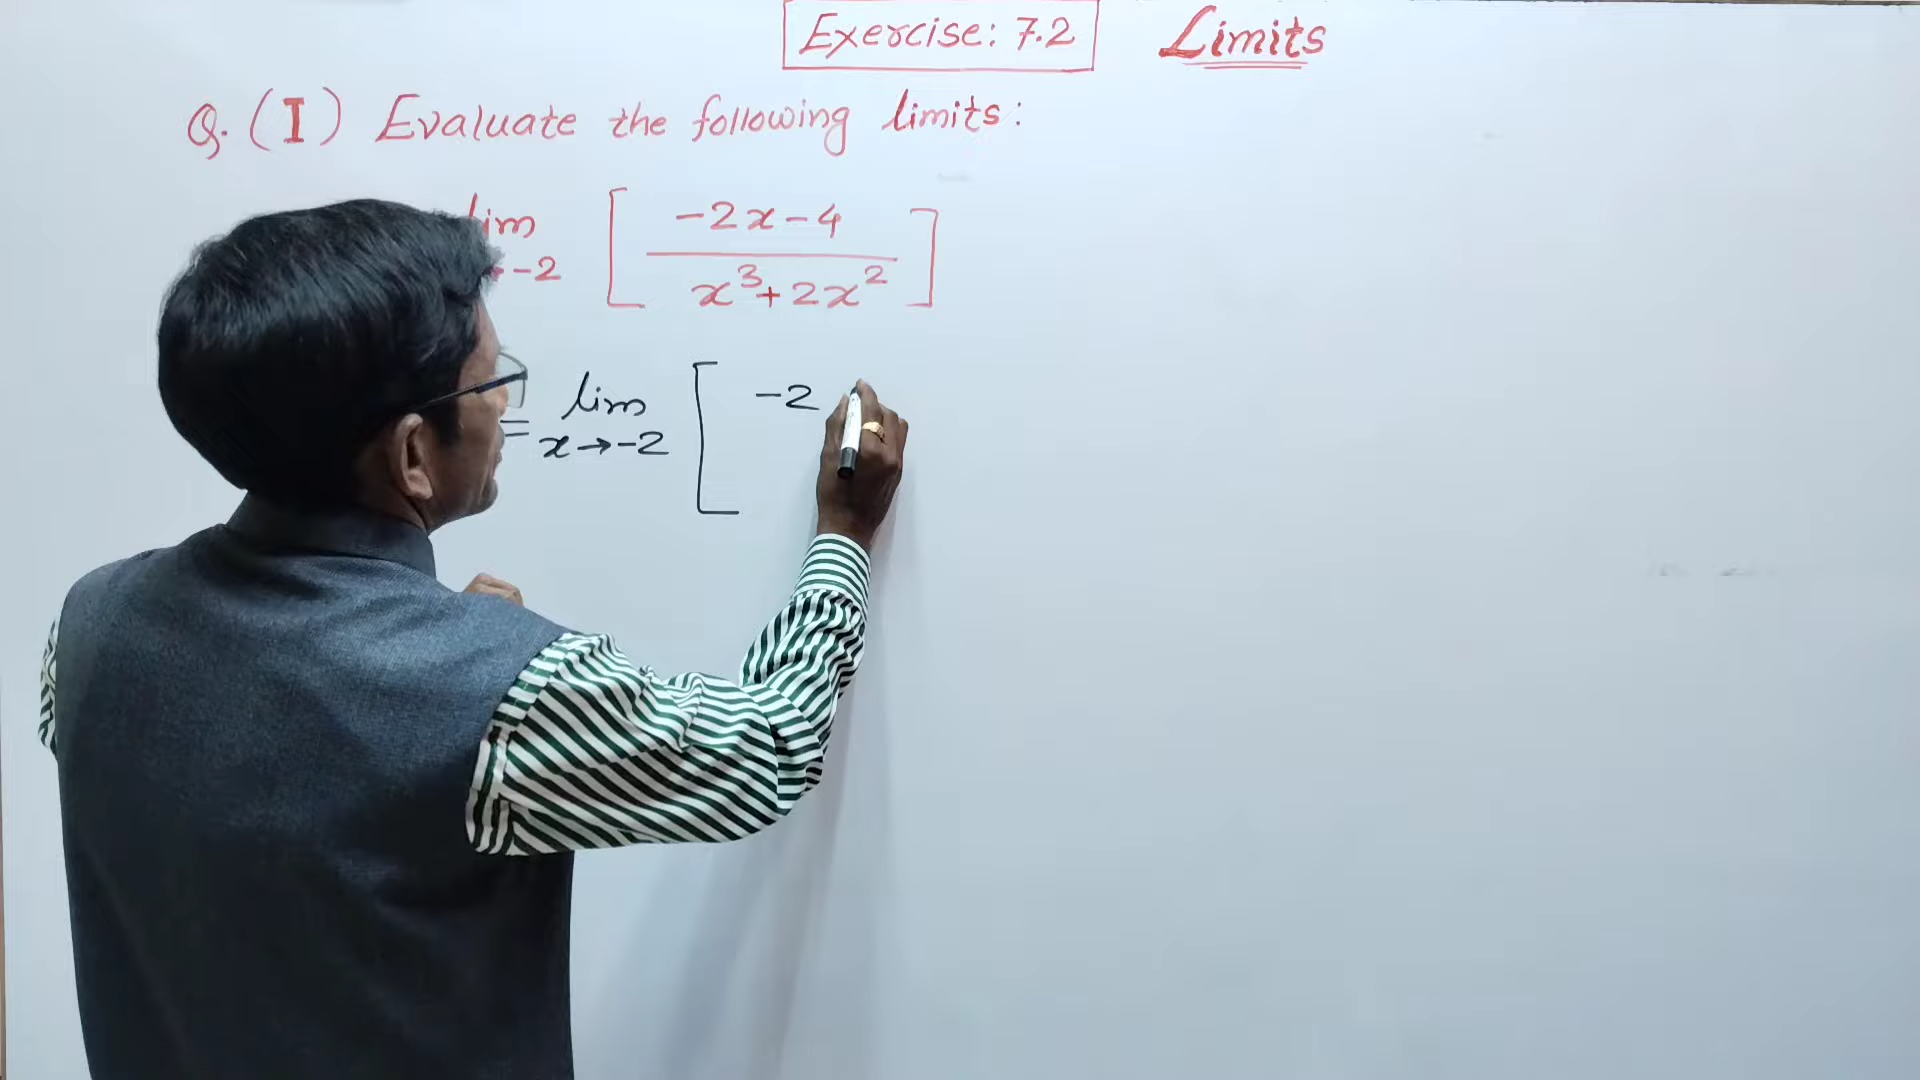 Exercise: 7.2 Limits
Q. (I) Evaluate the following limits:
lim [ -2x-4 ]
→-2 x³+2x²
= lim [ -2
x→-2